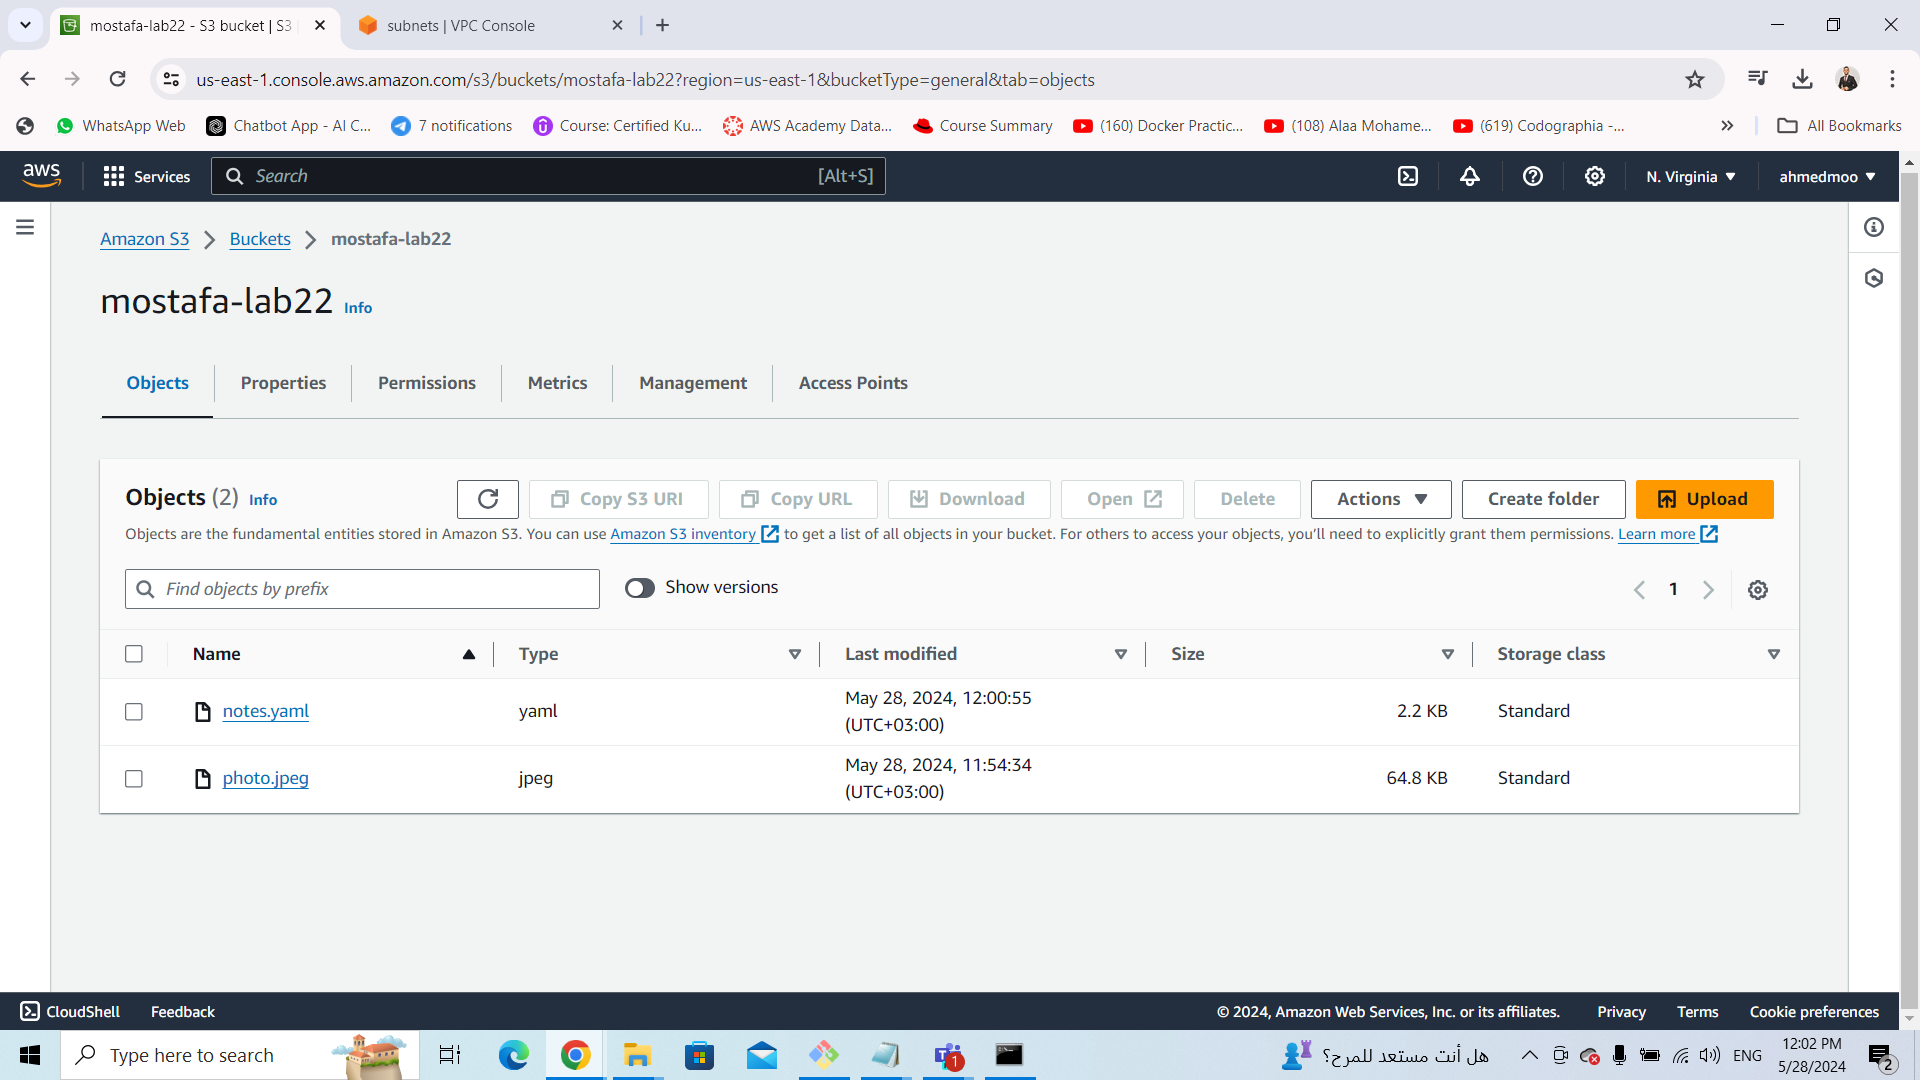 mostafa-lab22 - S3 bucket | S3
subnets | VPC Console
us-east-1.console.aws.amazon.com/s3/buckets/mostafa-lab22?region=us-east-1&bucketType=general&tab=objects
WhatsApp Web
Chatbot App - AI C...
7 notifications
Course: Certified Ku...
AWS Academy Data...
Course Summary
(160) Docker Practic...
(108) Alaa Mohame...
(619) Codographia -...
All Bookmarks
aws
Services
Search
[Alt+S]
N. Virginia
ahmedmoo
Amazon S3
Buckets
mostafa-lab22
mostafa-lab22 Info
Objects
Properties
Permissions
Metrics
Management
Access Points
Objects (2) Info
Copy S3 URI
Copy URL
Download
Open
Delete
Actions
Create folder
Upload
Objects are the fundamental entities stored in Amazon S3. You can use Amazon S3 inventory to get a list of all objects in your bucket. For others to access your objects, you'll need to explicitly grant them permissions. Learn more
Find objects by prefix
Show versions
1
Name
Type
Last modified
Size
Storage class
notes.yaml
yaml
May 28, 2024, 12:00:55
(UTC+03:00)
2.2 KB
Standard
photo.jpeg
jpeg
May 28, 2024, 11:54:34
(UTC+03:00)
64.8 KB
Standard
CloudShell
Feedback
© 2024, Amazon Web Services, Inc. or its affiliates.
Privacy
Terms
Cookie preferences
Type here to search
1
هل أنت مستعد للمرح؟
ENG
12:02 PM
5/28/2024
2